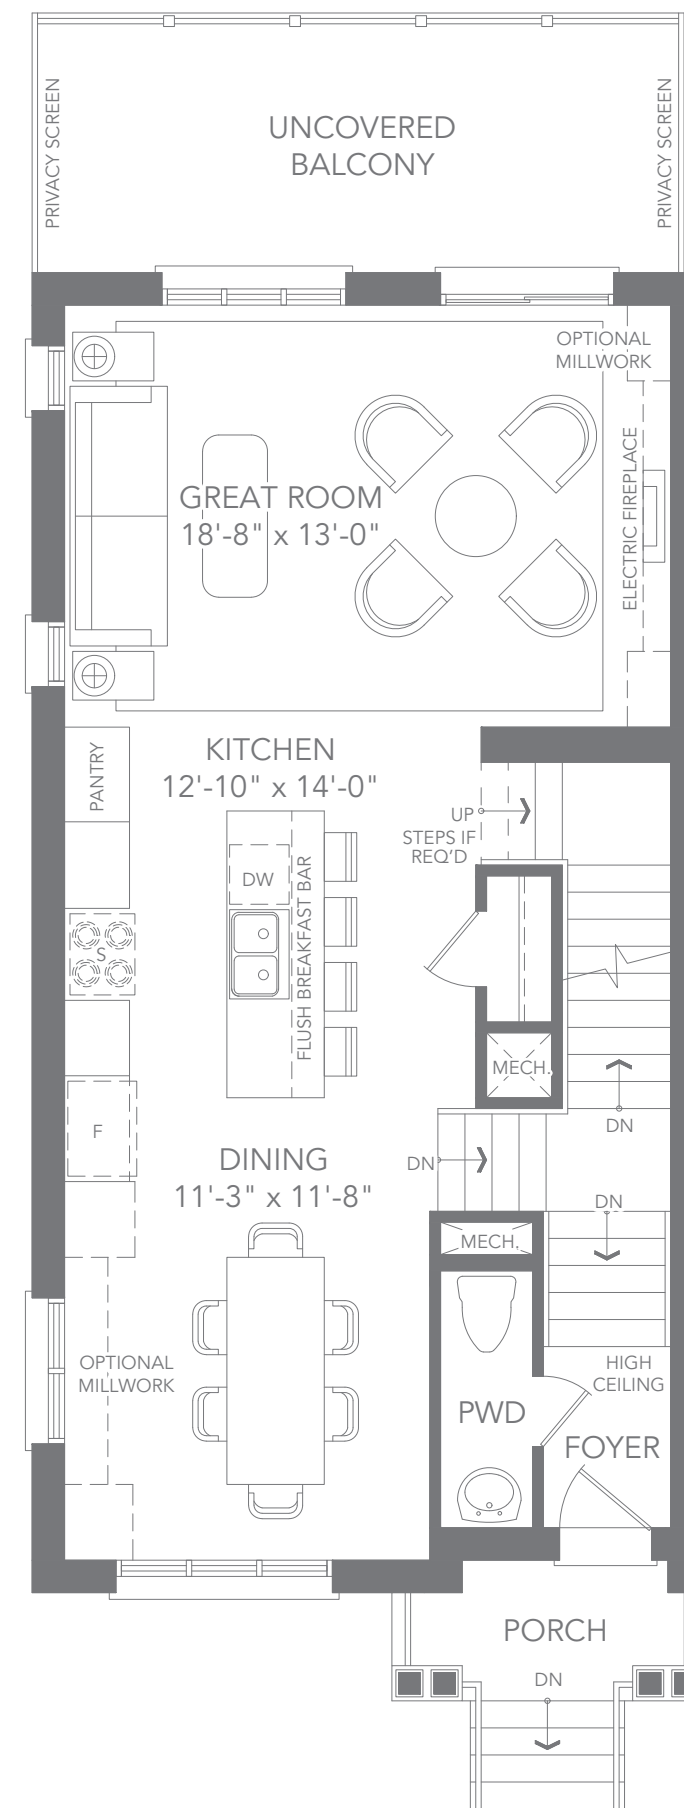 UNCOVERED
BALCONY
PRIVACY SCREEN
PRIVACY SCREEN
OPTIONAL
MILLWORK
ELECTRIC FIREPLACE
GREAT ROOM
18'-8" x 13'-0"
KITCHEN
12'-10" x 14'-0"
PANTRY
UP
STEPS IF
REQ'D
DW
FLUSH BREAKFAST BAR
S
MECH.
F
DN
DINING
11'-3" x 11'-8"
DN
DN
MECH.
OPTIONAL
MILLWORK
HIGH
CEILING
PWD
FOYER
PORCH
DN